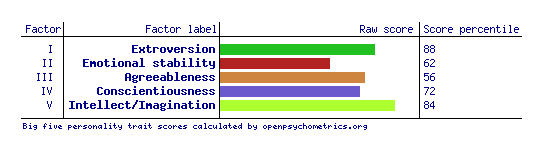 Factor Factor label Raw score Score percentile
I Extroversion 88
II Emotional stability 62
III Agreeableness 56
IV Conscientiousness 72
V Intellect/Imagination 84
Big five personality trait scores calculated by openpsychometrics.org